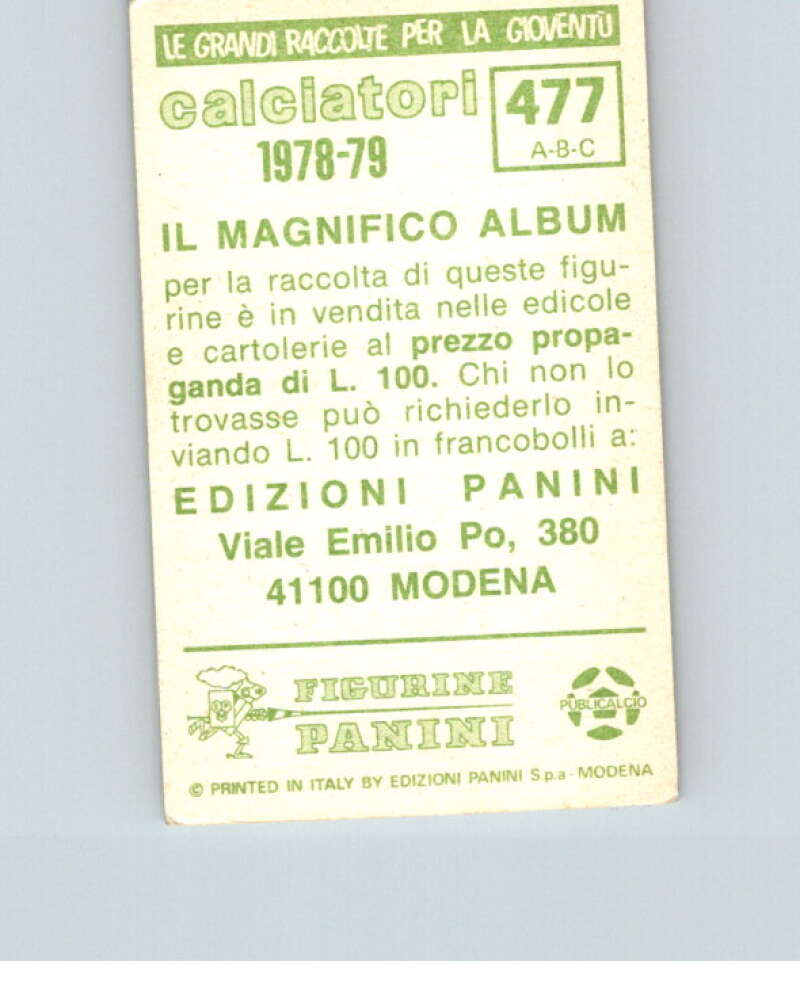 LE GRANDI RACCOLTE PER LA GIOVENTÙ
calciatori
1978-79
477
A-B-C
IL MAGNIFICO ALBUM
per la raccolta di queste figu-
rine è in vendita nelle edicole
e cartolerie al prezzo propa-
ganda di L. 100. Chi non lo
trovasse può richiederlo in-
viando L. 100 in francobolli a:
EDIZIONI PANINI
Viale Emilio Po, 380
41100 MODENA
FIGURINE
PANINI
PUBLICALCIO
© PRINTED IN ITALY BY EDIZIONI PANINI S.p.a - MODENA